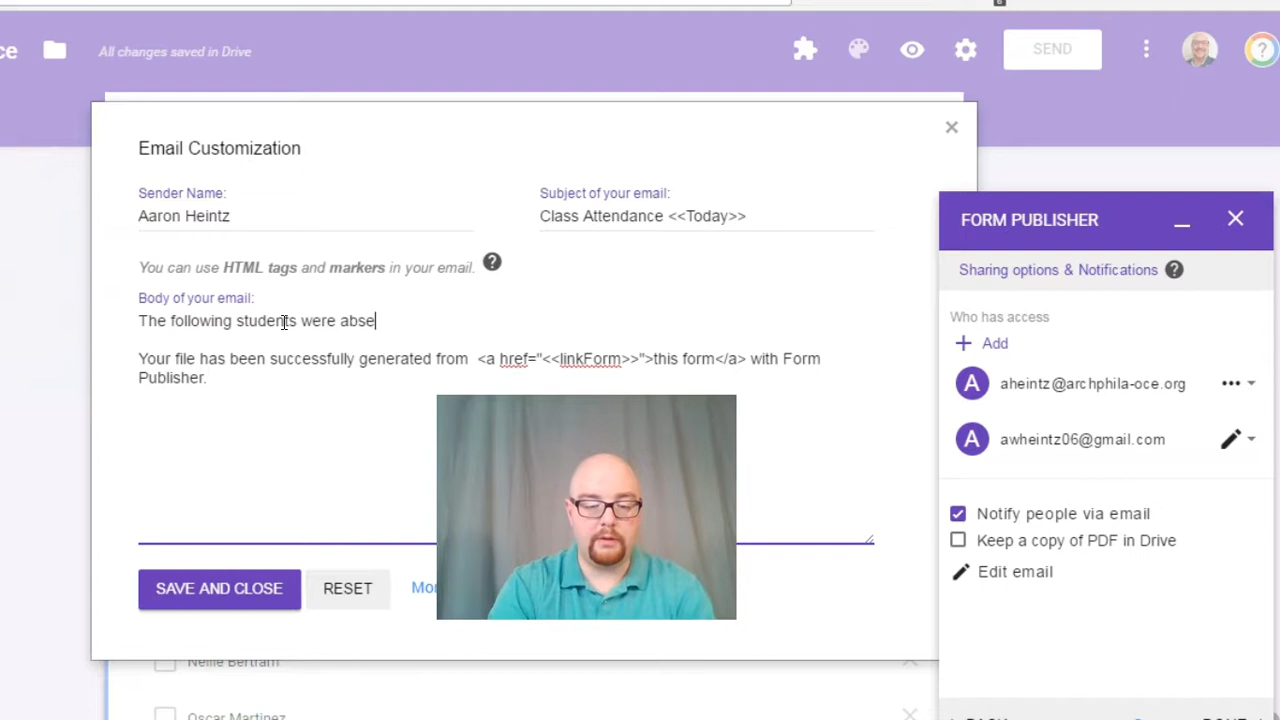 ce
All changes saved in Drive
SEND
Email Customization
Sender Name:
Subject of your email:
Aaron Heintz
Class Attendance <<Today>>
You can use HTML tags and markers in your email.
Body of your email:
The following students were abse
Your file has been successfully generated from <a href="<<linkForm>>">this form</a> with Form
Publisher.
SAVE AND CLOSE
RESET
Mor
FORM PUBLISHER
Sharing options & Notifications
Who has access
Add
A
aheintz@archphila-oce.org
A
awheintz06@gmail.com
Notify people via email
Keep a copy of PDF in Drive
Edit email
Nellie Bertram
Oscar Martinez